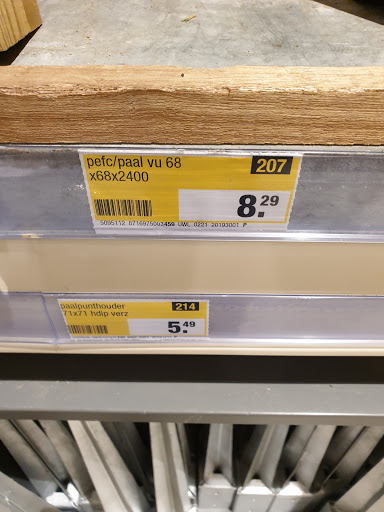 pefc/paal vu 68 207
x68x2400
8.29
5095112 8716975003459 UWL 0221 20193001 P
paalpunthouder 214
71x71 hdip verz
5.49